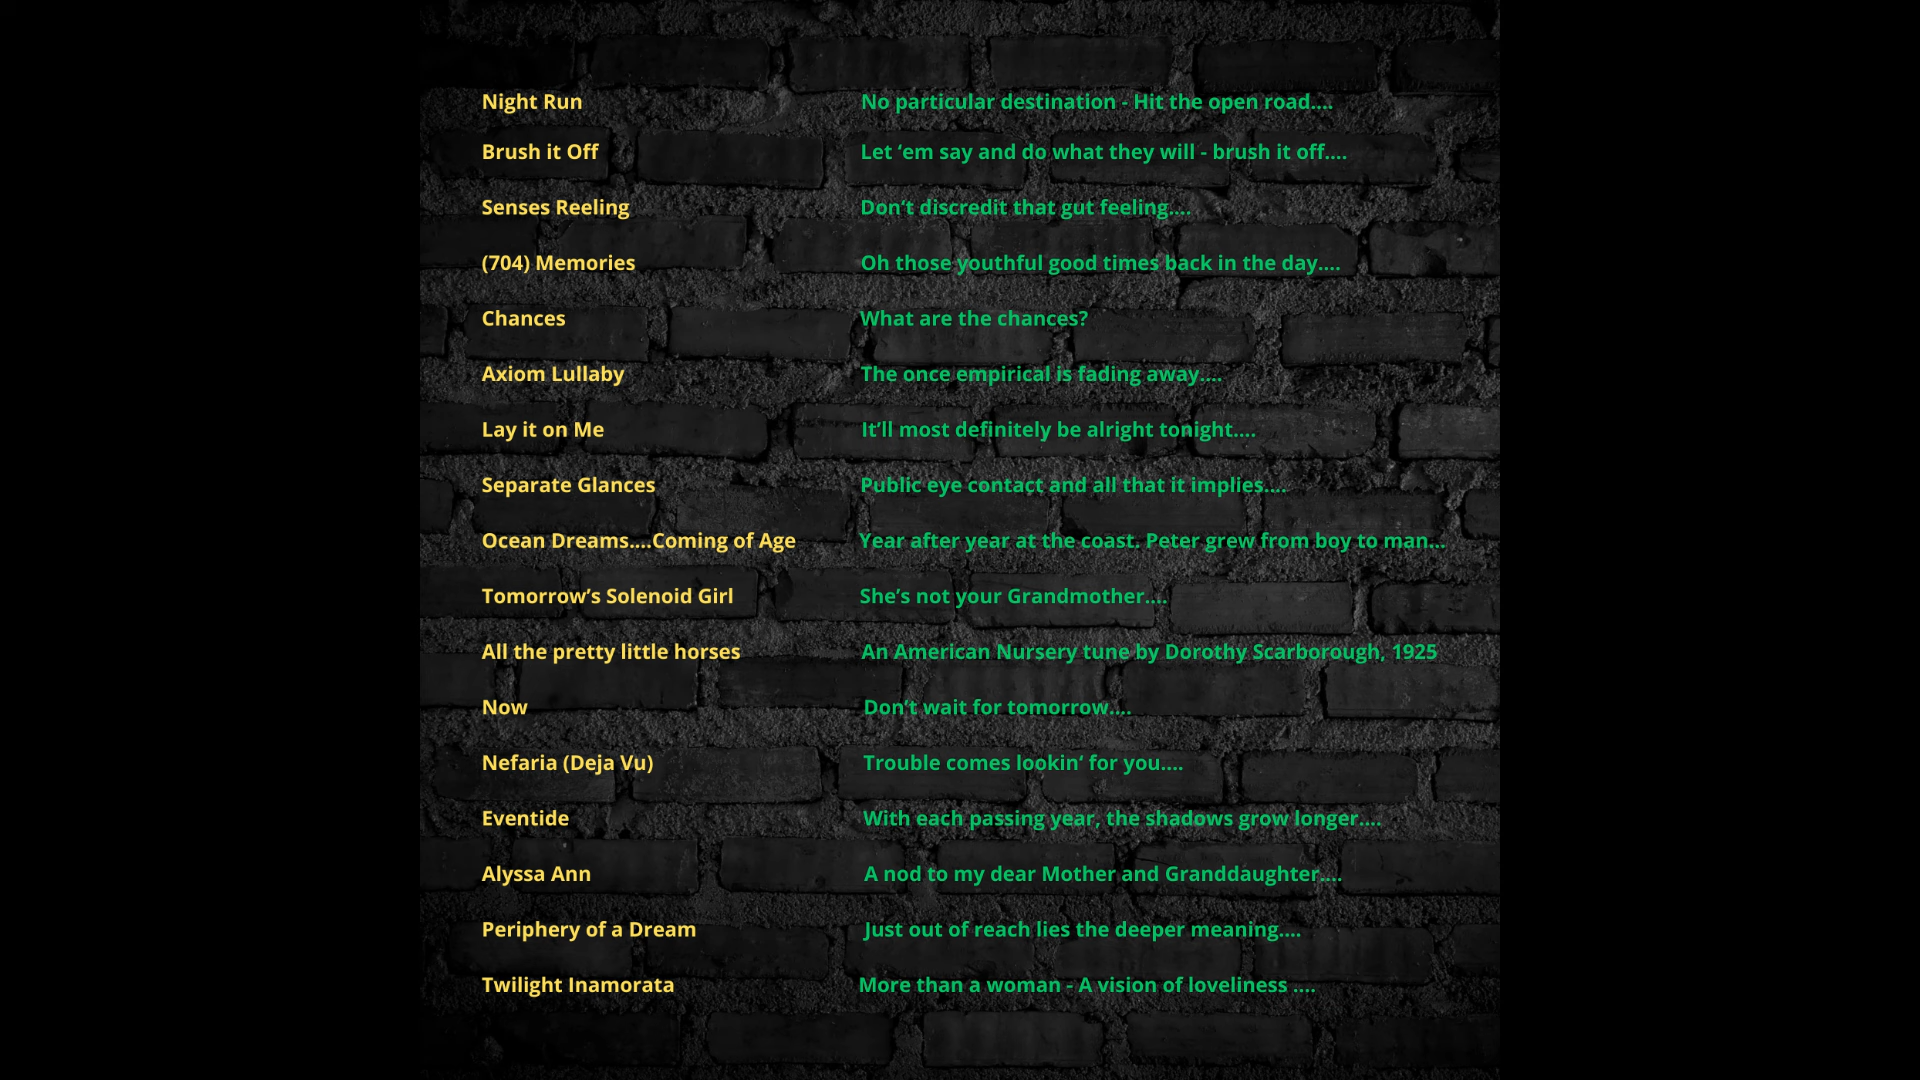 Night Run No particular destination - Hit the open road....
Brush it Off Let ‘em say and do what they will - brush it off....
Senses Reeling Don’t discredit that gut feeling....
(704) Memories Oh those youthful good times back in the day....
Chances What are the chances?
Axiom Lullaby The once empirical is fading away....
Lay it on Me It’ll most definitely be alright tonight....
Separate Glances Public eye contact and all that it implies....
Ocean Dreams....Coming of Age Year after year at the coast. Peter grew from boy to man...
Tomorrow’s Solenoid Girl She’s not your Grandmother....
All the pretty little horses An American Nursery tune by Dorothy Scarborough, 1925
Now Don’t wait for tomorrow....
Nefaria (Deja Vu) Trouble comes lookin’ for you....
Eventide With each passing year, the shadows grow longer....
Alyssa Ann A nod to my dear Mother and Granddaughter....
Periphery of a Dream Just out of reach lies the deeper meaning....
Twilight Inamorata More than a woman - A vision of loveliness ....